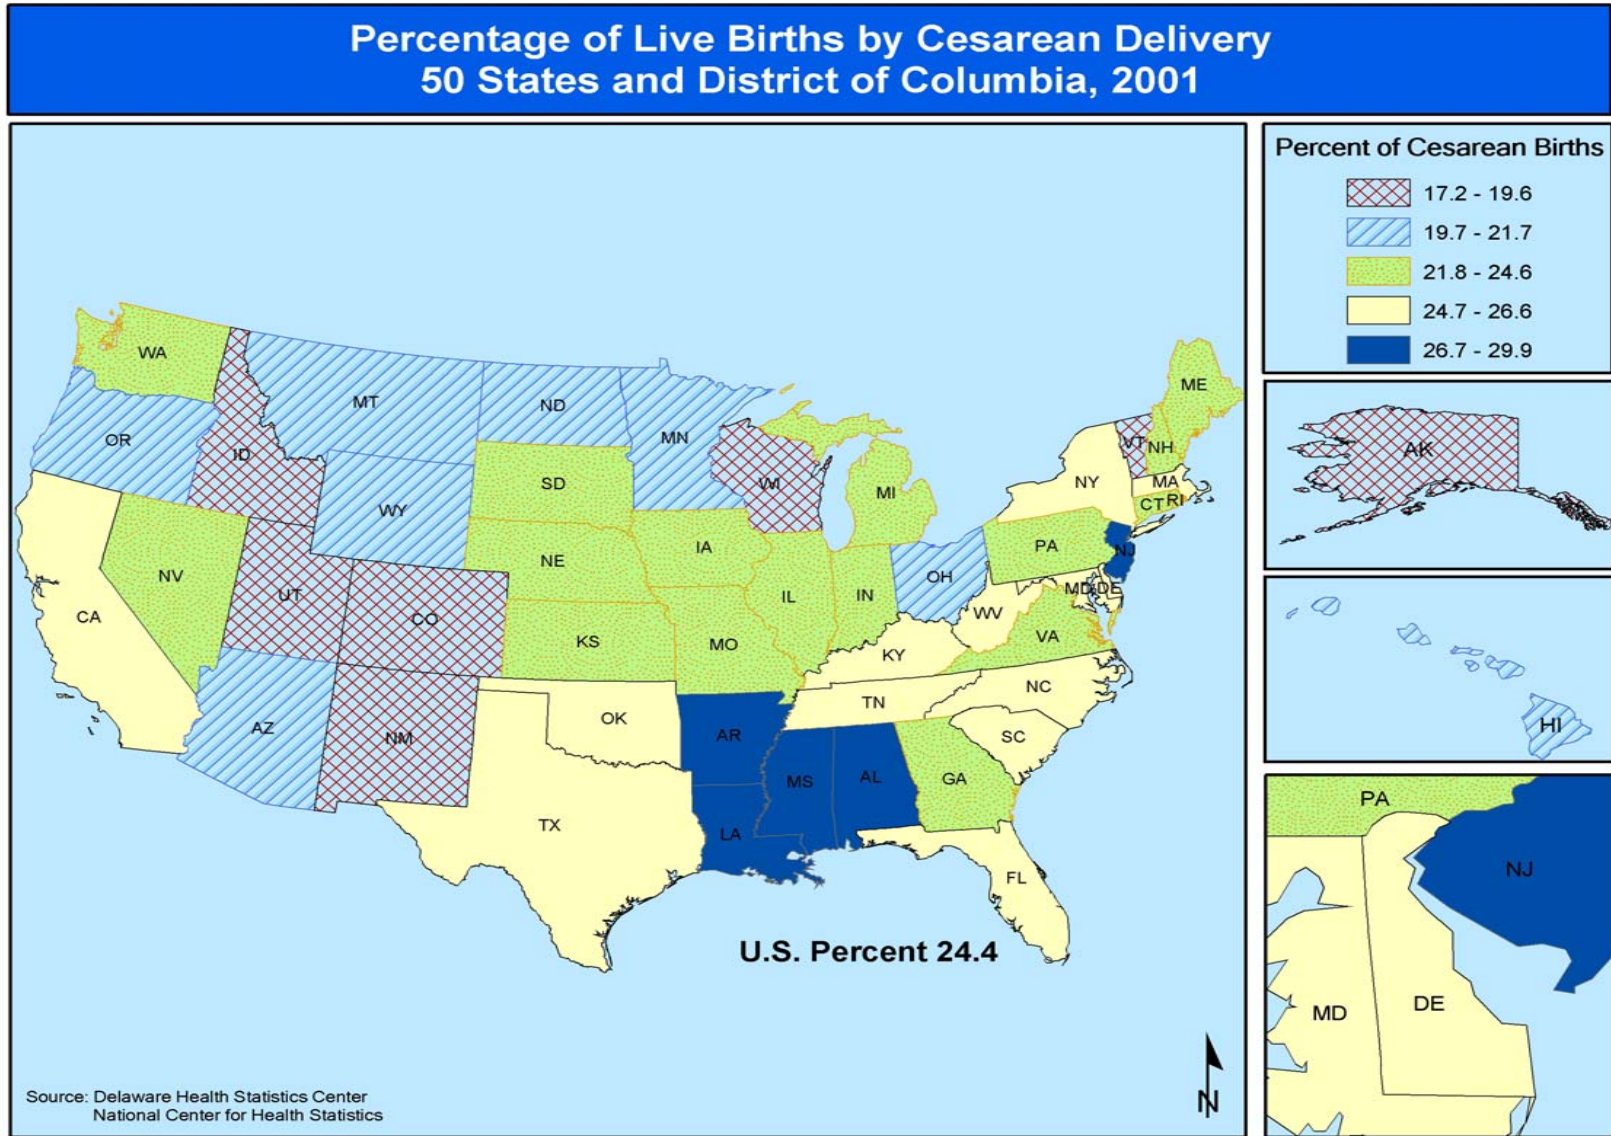 Percentage of Live Births by Cesarean Delivery
50 States and District of Columbia, 2001
Percent of Cesarean Births
17.2 - 19.6
19.7 - 21.7
21.8 - 24.6
24.7 - 26.6
26.7 - 29.9
WA
MT
ND
MN
OR
ID
WY
SD
WI
MI
NY
VT
NH
ME
MA
CT
RI
NV
UT
CO
NE
IA
IL
IN
OH
PA
NJ
CA
KS
MO
KY
WV
MD
DE
VA
AZ
NM
OK
AR
TN
NC
SC
TX
LA
MS
AL
GA
FL
U.S. Percent 24.4
AK
HI
PA
NJ
MD
DE
N
Source: Delaware Health Statistics Center
National Center for Health Statistics